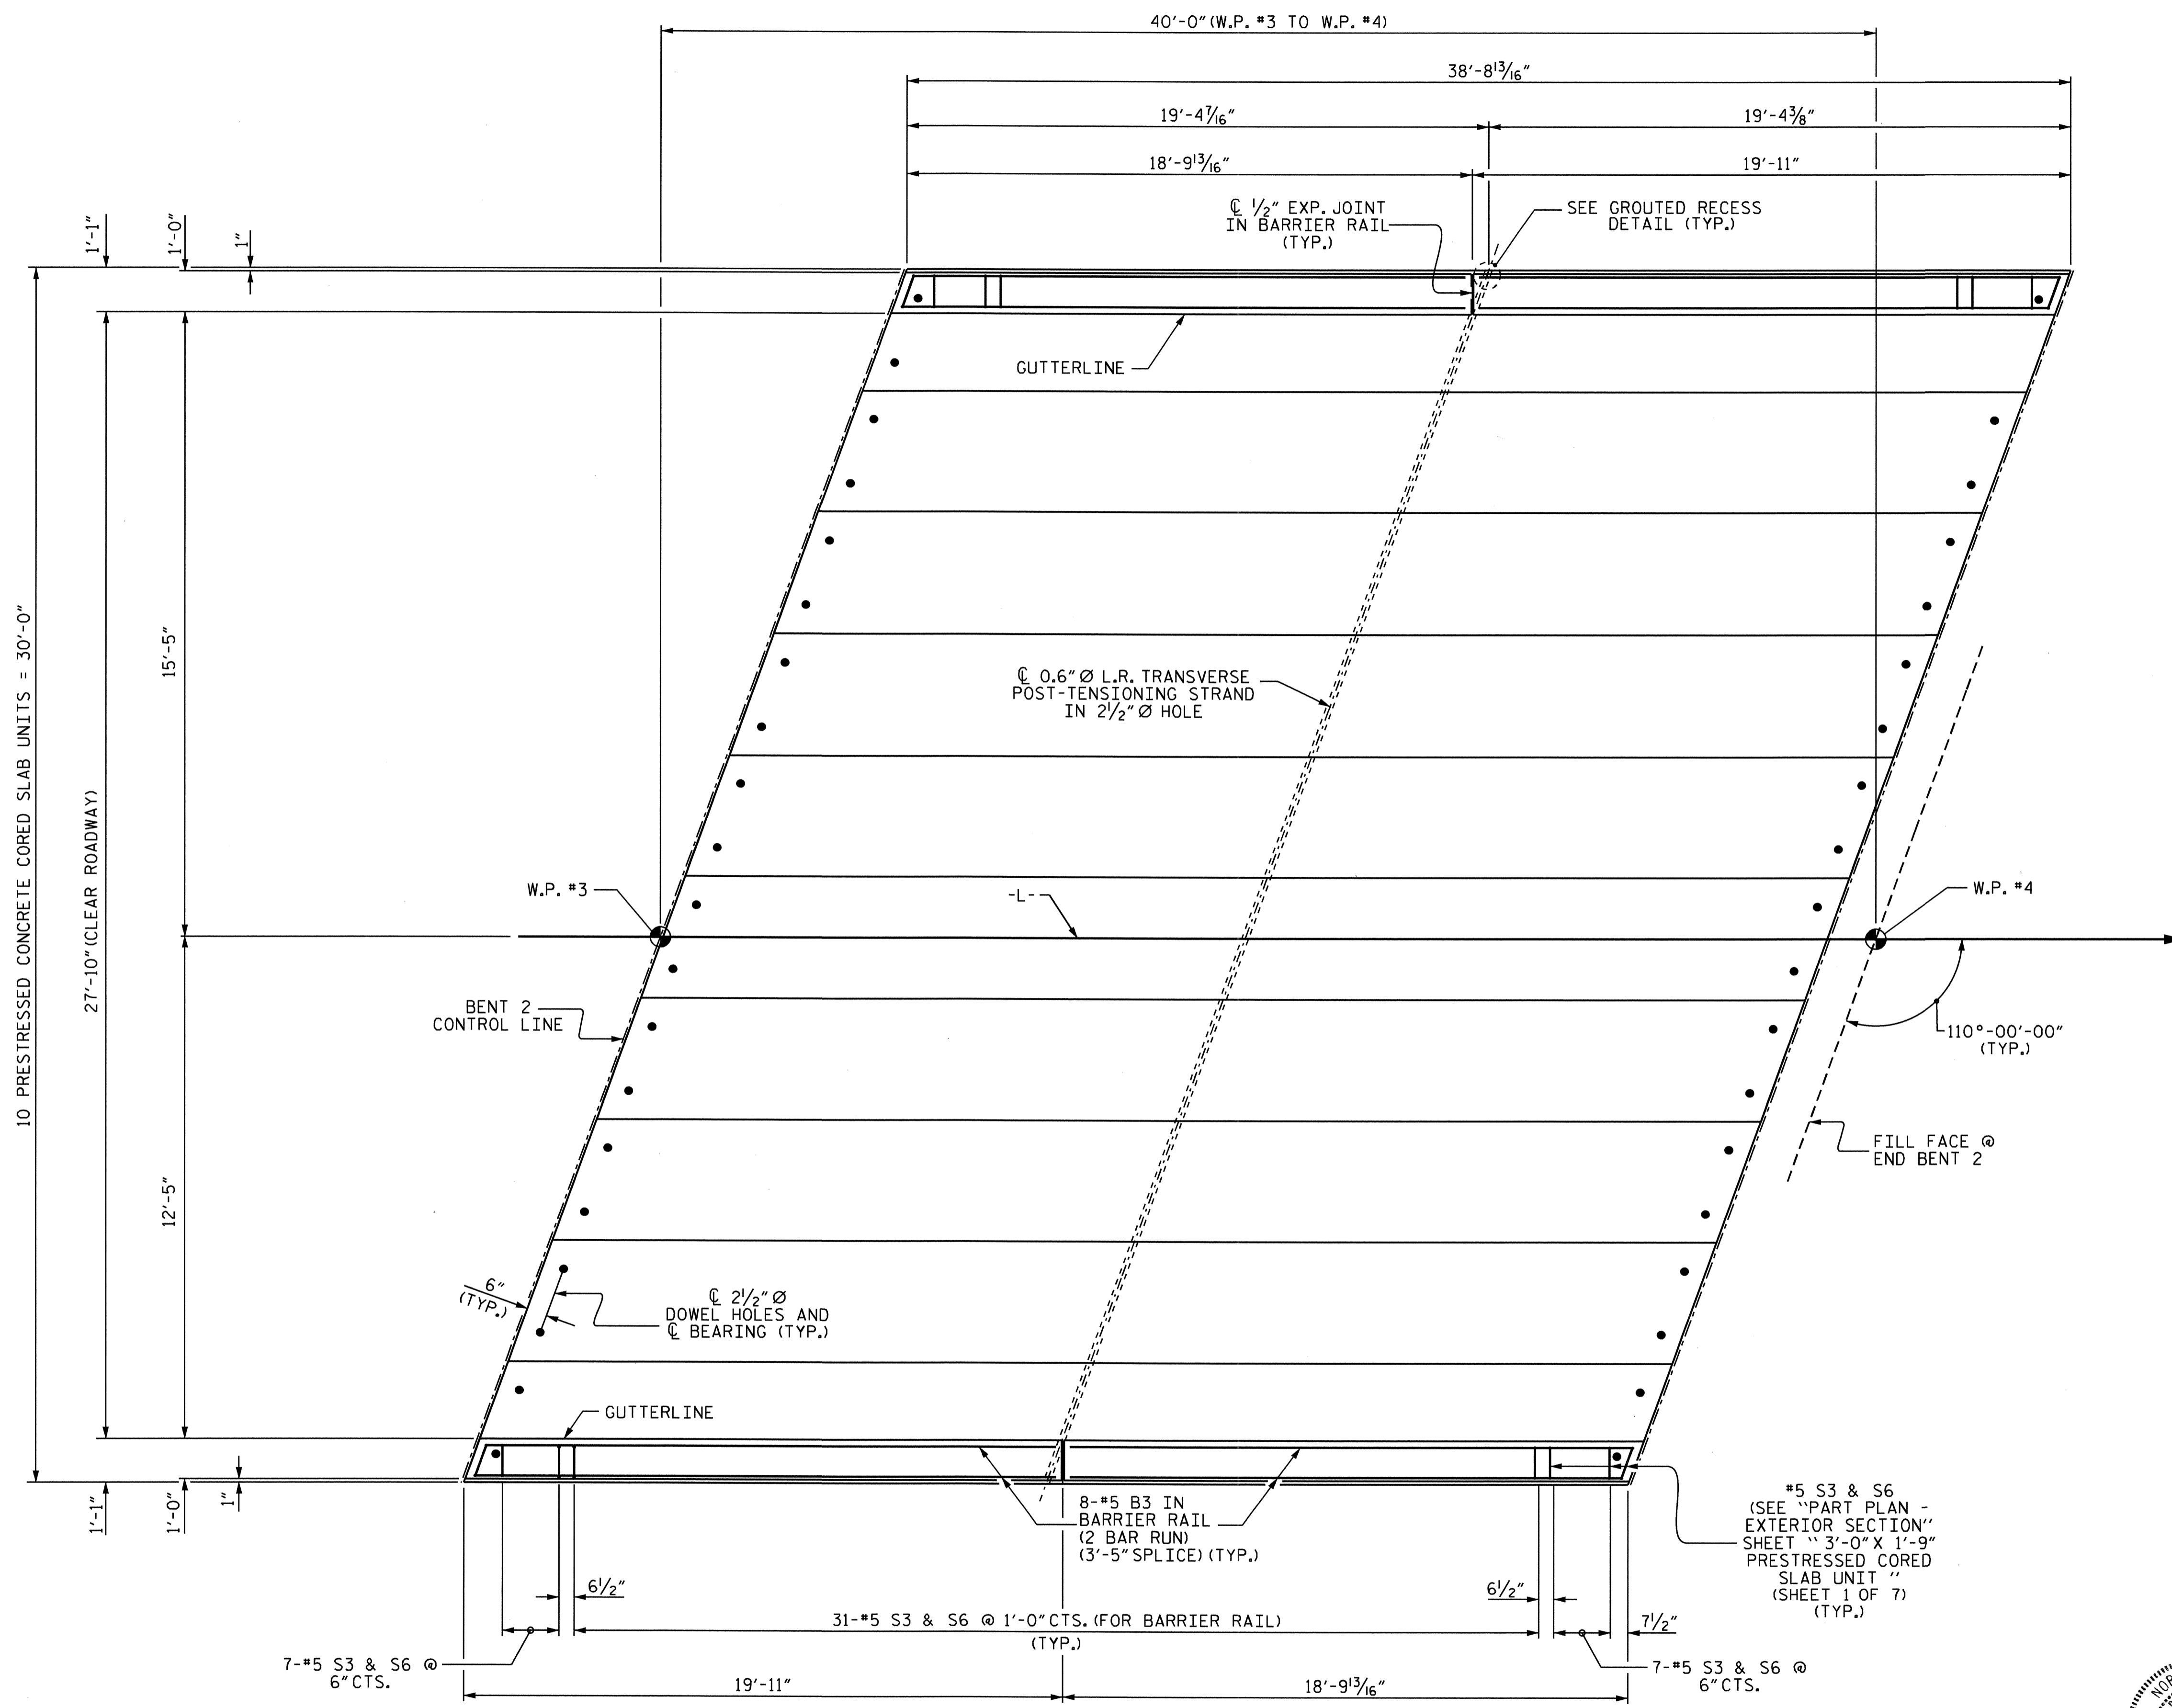 40'-0" (W.P. #3 TO W.P. #4)
38'-8 13/16"
19'-4 7/16"
19'-4 3/8"
18'-9 13/16"
19'-11"
℄ 1/2" EXP. JOINT
IN BARRIER RAIL
(TYP.)
SEE GROUTED RECESS
DETAIL (TYP.)
1'-1"
1'-0"
1"
GUTTERLINE
10 PRESTRESSED CONCRETE CORED SLAB UNITS = 30'-0"
27'-10" (CLEAR ROADWAY)
15'-5"
℄ 0.6" Ø L.R. TRANSVERSE
POST-TENSIONING STRAND
IN 2 1/2" Ø HOLE
W.P. #3
-L-
W.P. #4
BENT 2
CONTROL LINE
110°-00'-00"
(TYP.)
FILL FACE @
END BENT 2
12'-5"
6"
(TYP.)
℄ 2 1/2" Ø
DOWEL HOLES AND
℄ BEARING (TYP.)
GUTTERLINE
1'-1"
1'-0"
1"
8-#5 B3 IN
BARRIER RAIL
(2 BAR RUN)
(3'-5" SPLICE) (TYP.)
#5 S3 & S6
(SEE "PART PLAN -
EXTERIOR SECTION"
SHEET " 3'-0" X 1'-9"
PRESTRESSED CORED
SLAB UNIT "
(SHEET 1 OF 7)
(TYP.)
6 1/2"
6 1/2"
31-#5 S3 & S6 @ 1'-0" CTS. (FOR BARRIER RAIL)
(TYP.)
7 1/2"
7-#5 S3 & S6 @
6" CTS.
7-#5 S3 & S6 @
6" CTS.
19'-11"
18'-9 13/16"
NOR